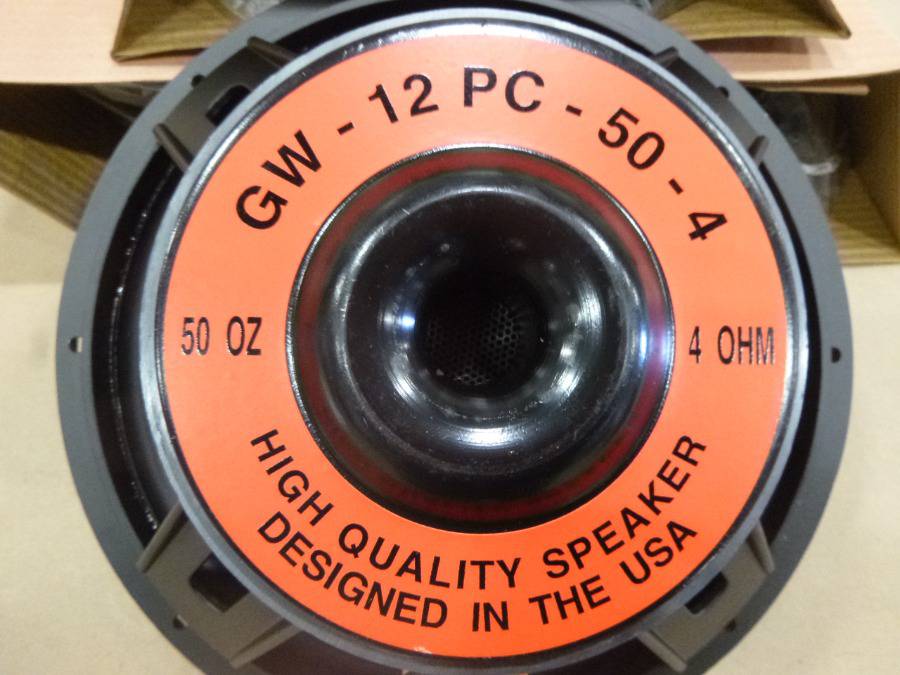 GW - 12 PC - 50 - 4
50 OZ
4 OHM
HIGH QUALITY SPEAKER
DESIGNED IN THE USA